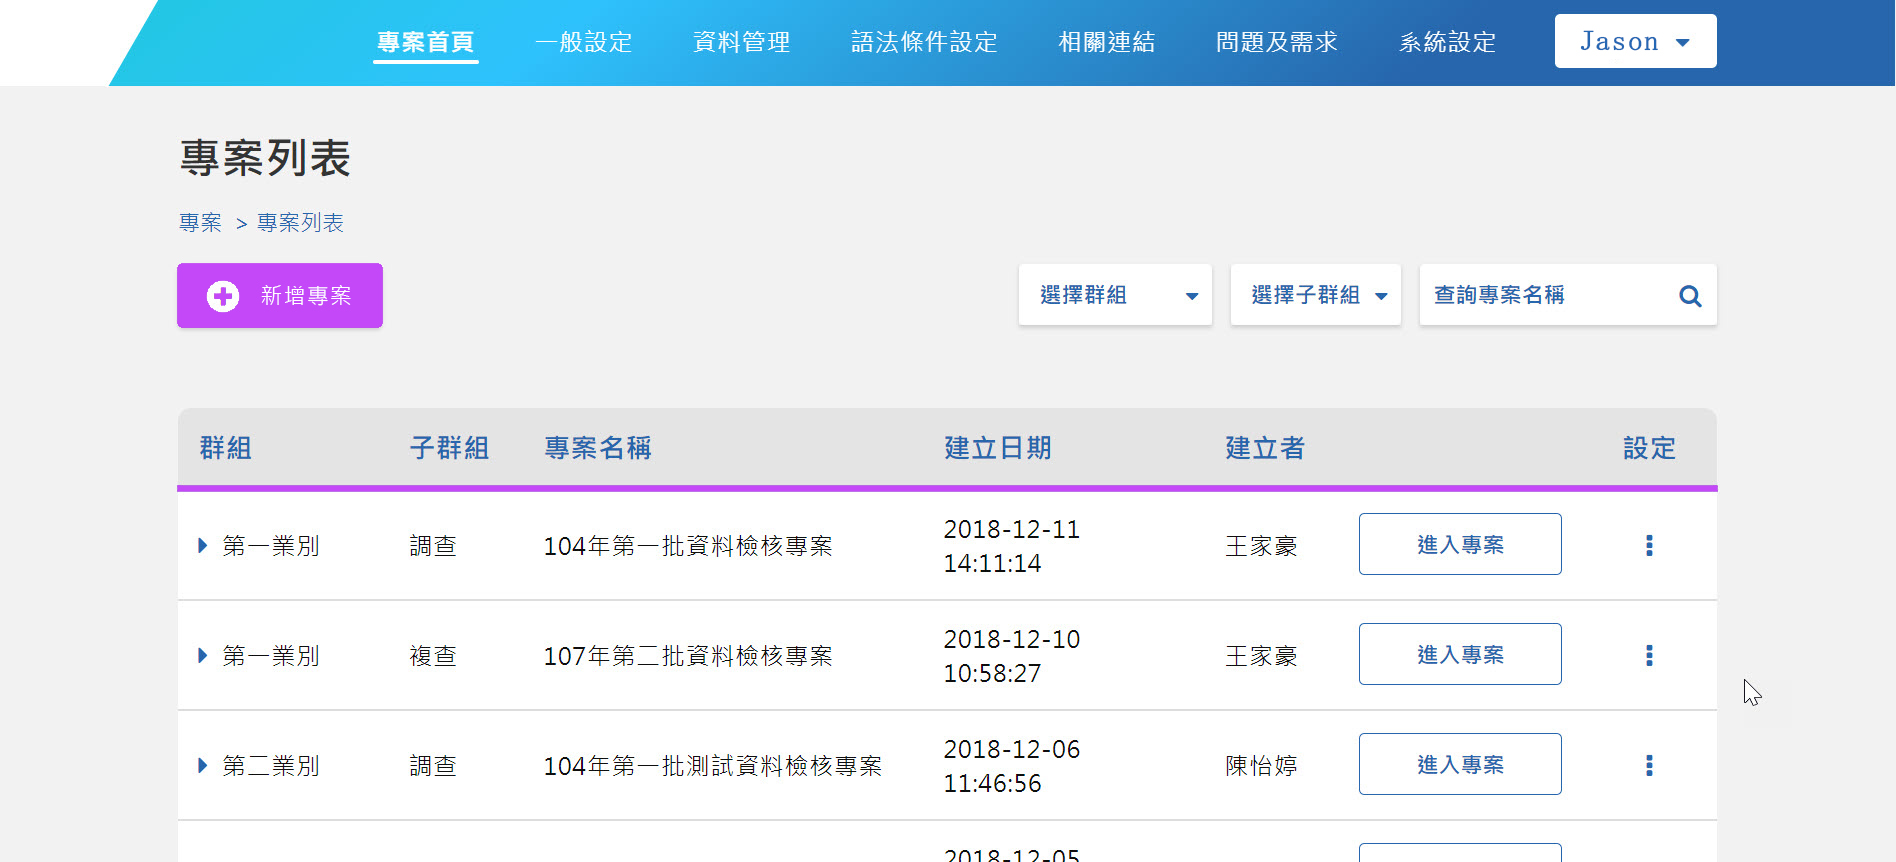 專案首頁 一般設定 資料管理 語法條件設定 相關連結 問題及需求 系統設定 Jason
專案列表
專案 > 專案列表
新增專案 選擇群組 選擇子群組 查詢專案名稱
群組 子群組 專案名稱 建立日期 建立者 設定
第一業別 調查 104年第一批資料檢核專案 2018-12-11 14:11:14 王家豪 進入專案
第一業別 複查 107年第二批資料檢核專案 2018-12-10 10:58:27 王家豪 進入專案
第二業別 調查 104年第一批測試資料檢核專案 2018-12-06 11:46:56 陳怡婷 進入專案
2018-12-05